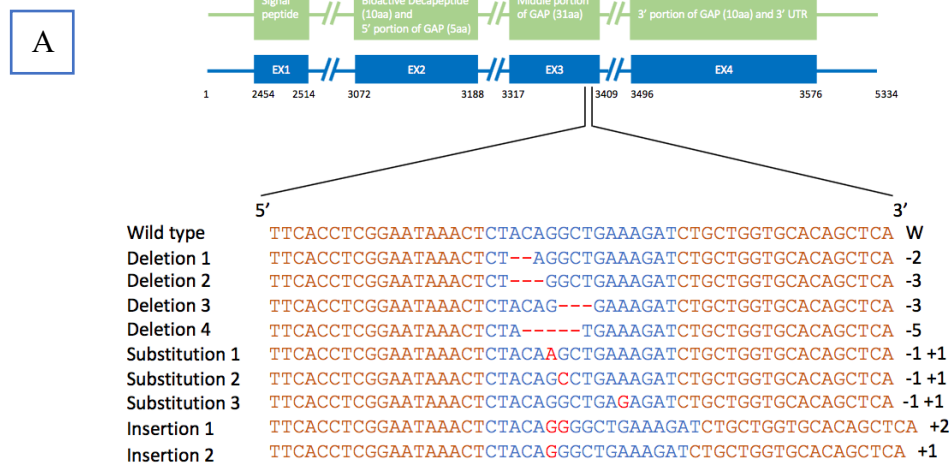 A
Signal peptide
Bioactive Decapeptide (10aa) and 5' portion of GAP (5aa)
Middle portion of GAP (31aa)
3' portion of GAP (10aa) and 3' UTR
EX1 EX2 EX3 EX4
1 2454 2514 3072 3188 3317 3409 3496 3576 5334
5' 3'
Wild type TTCACCTCGGAATAAACTCTACAGGCTGAAAGATCTGCTGGTGCACAGCTCA W
Deletion 1 TTCACCTCGGAATAAACTCT--AGGCTGAAAGATCTGCTGGTGCACAGCTCA -2
Deletion 2 TTCACCTCGGAATAAACTCT---GGCTGAAAGATCTGCTGGTGCACAGCTCA -3
Deletion 3 TTCACCTCGGAATAAACTCTACAG---GAAAGATCTGCTGGTGCACAGCTCA -3
Deletion 4 TTCACCTCGGAATAAACTCTA-----TGAAAGATCTGCTGGTGCACAGCTCA -5
Substitution 1 TTCACCTCGGAATAAACTCTACAAGCTGAAAGATCTGCTGGTGCACAGCTCA -1 +1
Substitution 2 TTCACCTCGGAATAAACTCTACAGCCTGAAAGATCTGCTGGTGCACAGCTCA -1 +1
Substitution 3 TTCACCTCGGAATAAACTCTACAGGCTGAGAGATCTGCTGGTGCACAGCTCA -1 +1
Insertion 1 TTCACCTCGGAATAAACTCTACAGGGGCTGAAAGATCTGCTGGTGCACAGCTCA +2
Insertion 2 TTCACCTCGGAATAAACTCTACAGGGCTGAAAGATCTGCTGGTGCACAGCTCA +1